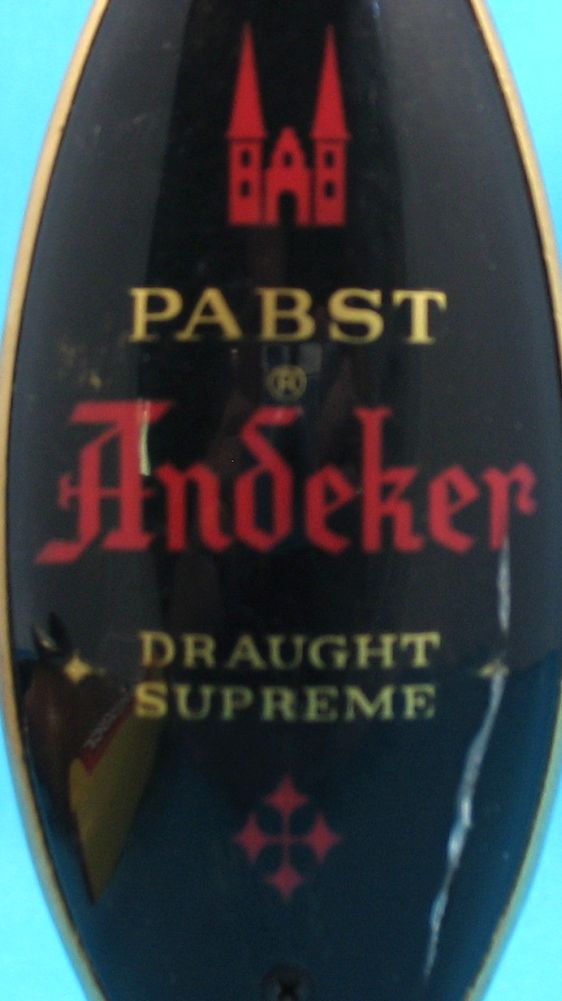 PABST
®
Andeker
DRAUGHT
SUPREME